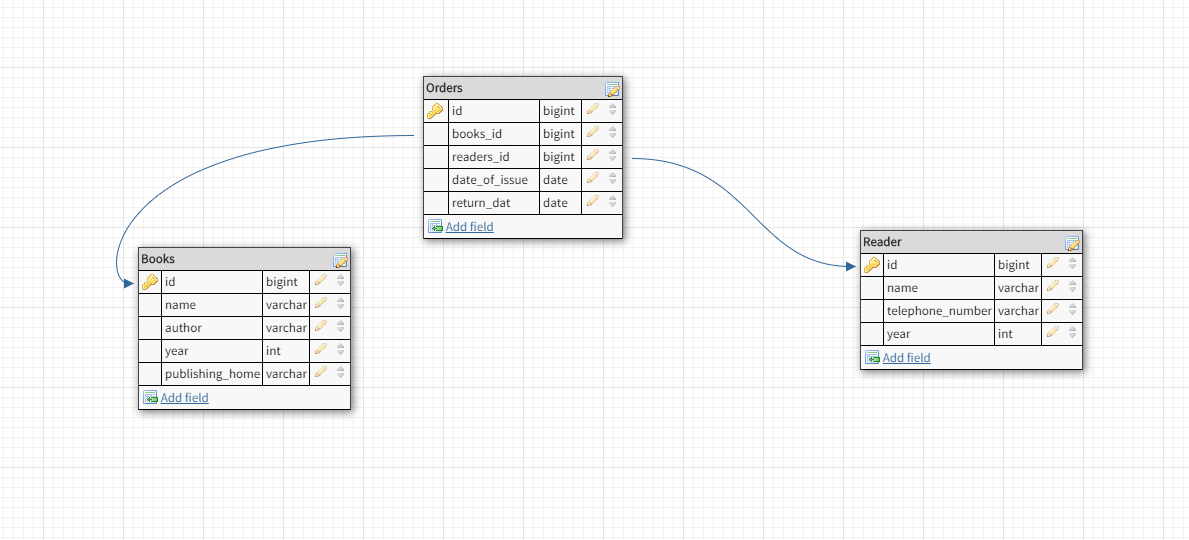 Orders
id bigint
books_id bigint
readers_id bigint
date_of_issue date
return_dat date
Add field
Books
id bigint
name varchar
author varchar
year int
publishing_home varchar
Add field
Reader
id bigint
name varchar
telephone_number varchar
year int
Add field